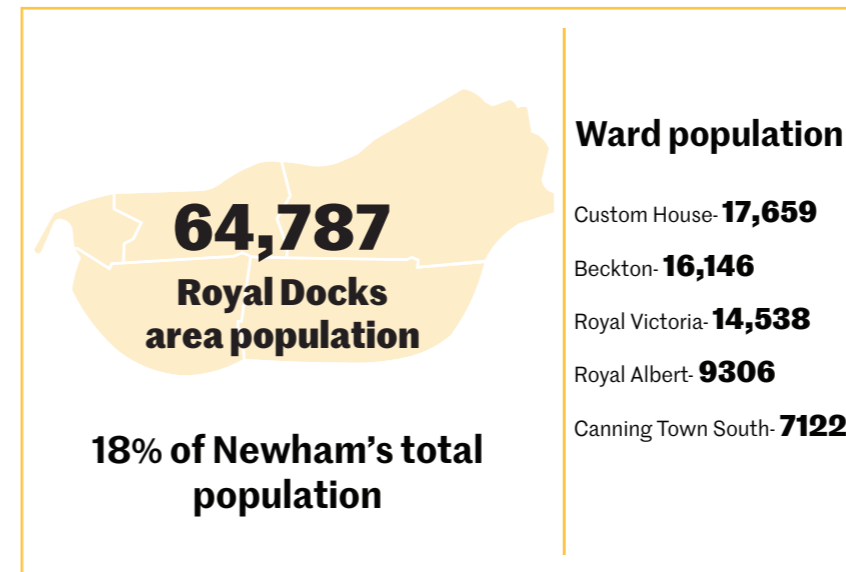 64,787
Royal Docks
area population
18% of Newham’s total
population
Ward population
Custom House- 17,659
Beckton- 16,146
Royal Victoria- 14,538
Royal Albert- 9306
Canning Town South- 7122